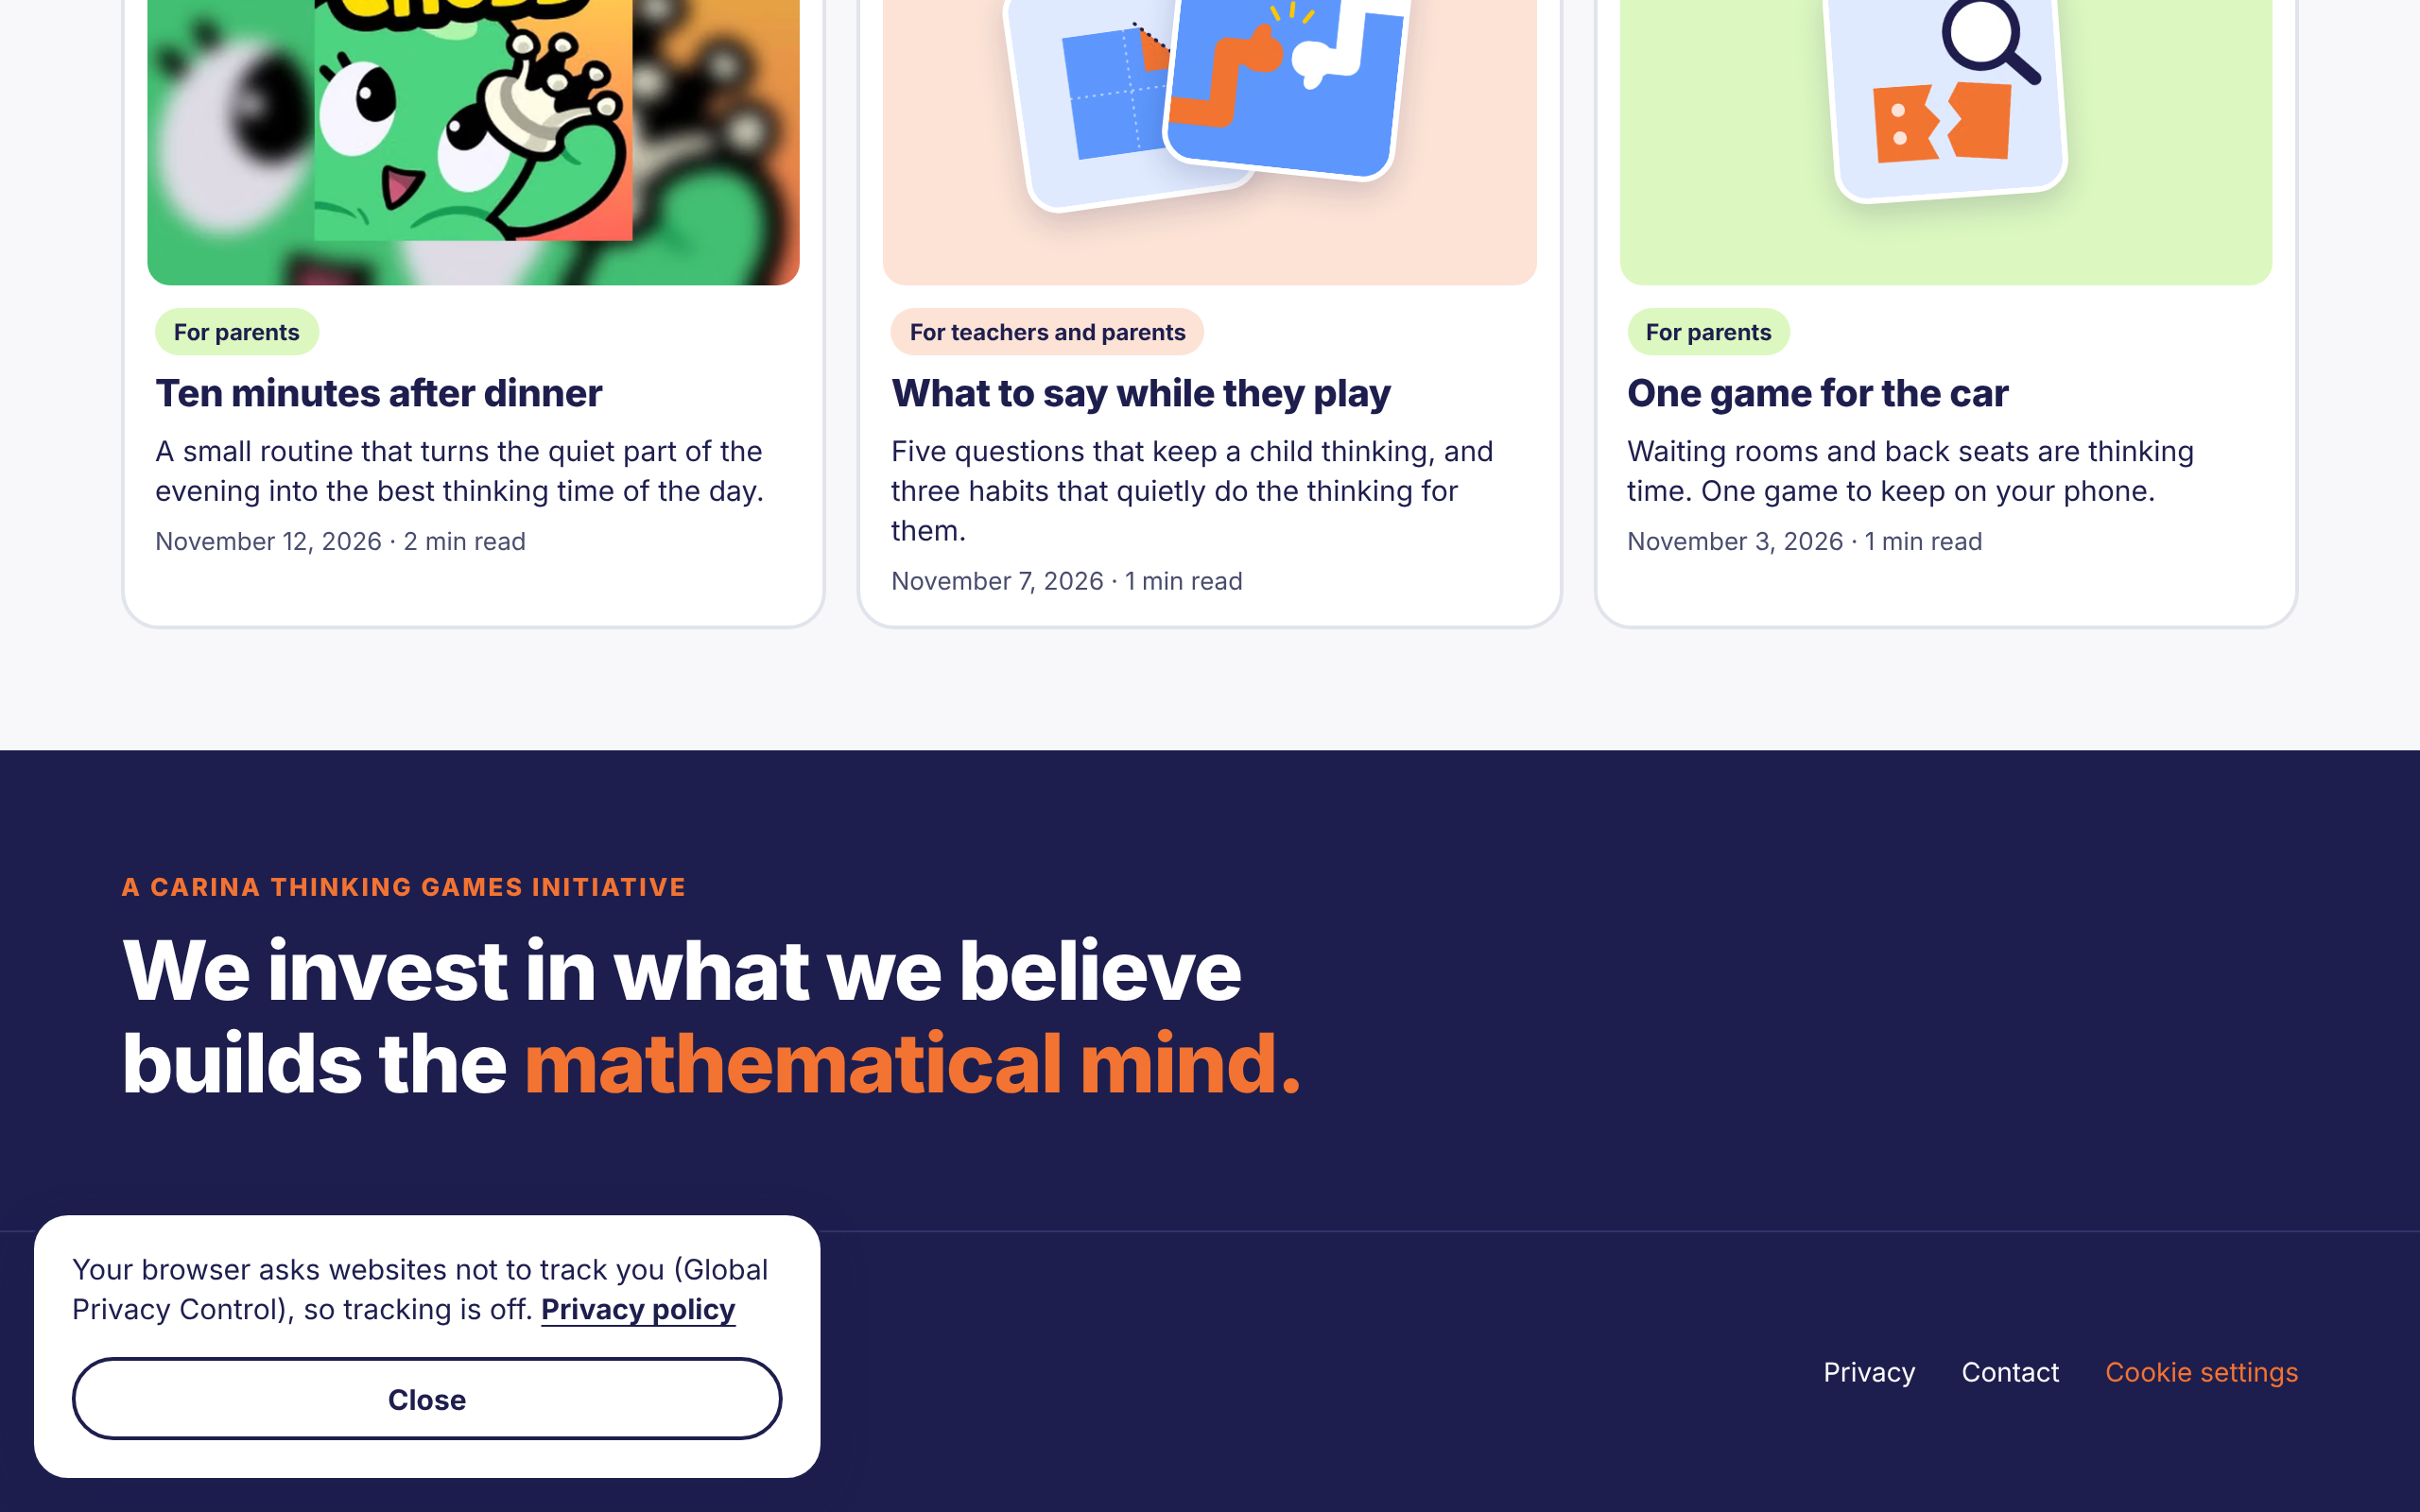 For parents
Ten minutes after dinner
A small routine that turns the quiet part of the
evening into the best thinking time of the day.
November 12, 2026 · 2 min read
For teachers and parents
What to say while they play
Five questions that keep a child thinking, and
three habits that quietly do the thinking for
them.
November 7, 2026 · 1 min read
For parents
One game for the car
Waiting rooms and back seats are thinking
time. One game to keep on your phone.
November 3, 2026 · 1 min read
A CARINA THINKING GAMES INITIATIVE
We invest in what we believe
builds the mathematical mind.
Your browser asks websites not to track you (Global
Privacy Control), so tracking is off. Privacy policy
Close
Privacy
Contact
Cookie settings